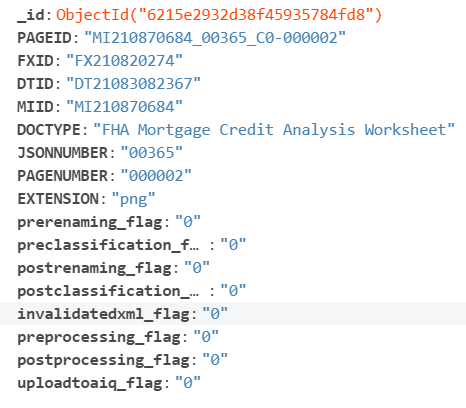 _id: ObjectId("6215e2932d38f45935784fd8")
PAGEID: "MI210870684_00365_C0-000002"
FXID: "FX210820274"
DTID: "DT21083082367"
MIID: "MI210870684"
DOCTYPE: "FHA Mortgage Credit Analysis Worksheet"
JSONNUMBER: "00365"
PAGENUMBER: "000002"
EXTENSION: "png"
prerenaming_flag: "0"
preclassification_f… : "0"
postrenaming_flag: "0"
postclassification_… : "0"
invalidatedxml_flag: "0"
preprocessing_flag: "0"
postprocessing_flag: "0"
uploadtoaiq_flag: "0"